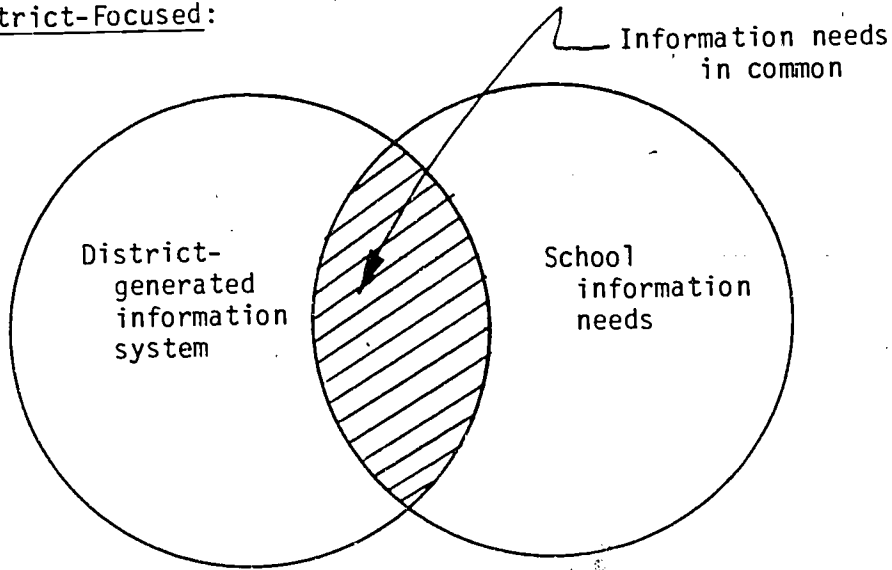 trict-Focused:
Information needs
in common
District-
generated
information
system
School
information
needs